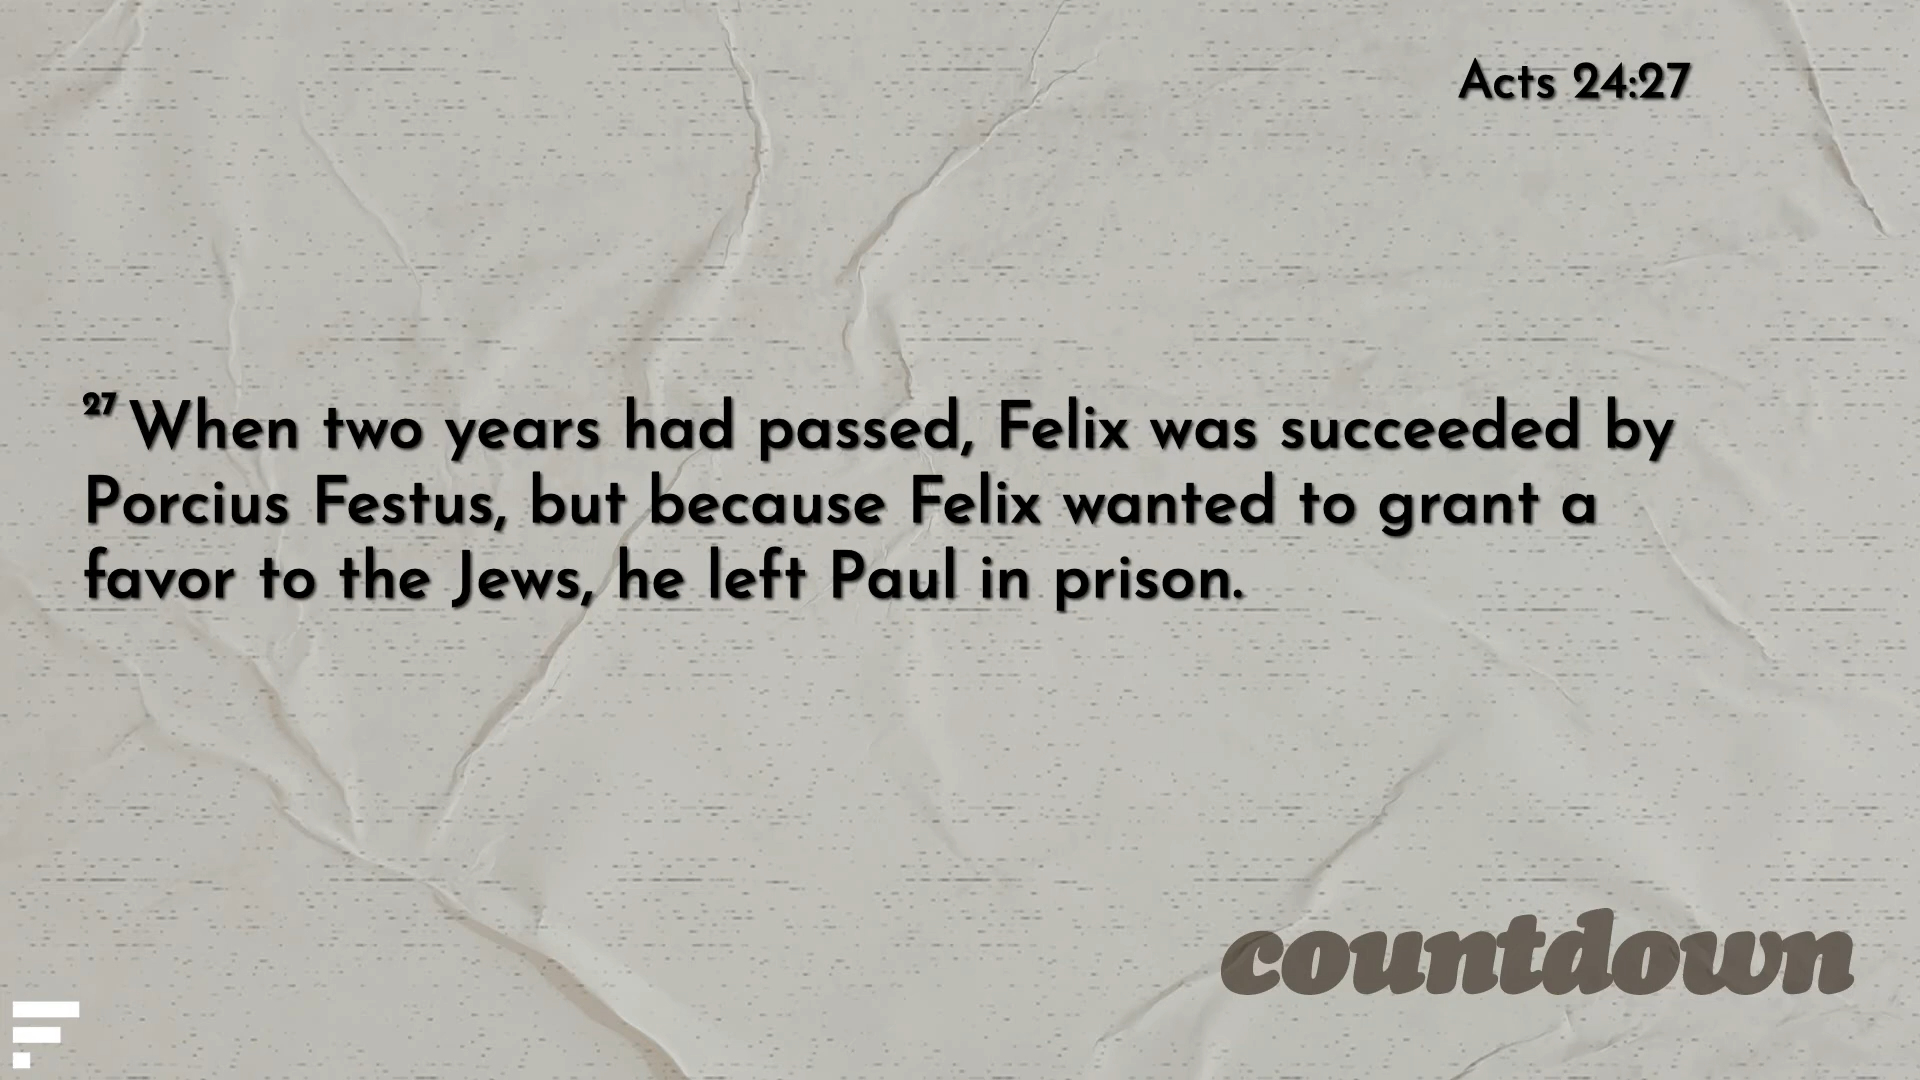 Acts 24:27
27 When two years had passed, Felix was succeeded by
Porcius Festus, but because Felix wanted to grant a
favor to the Jews, he left Paul in prison.
countdown